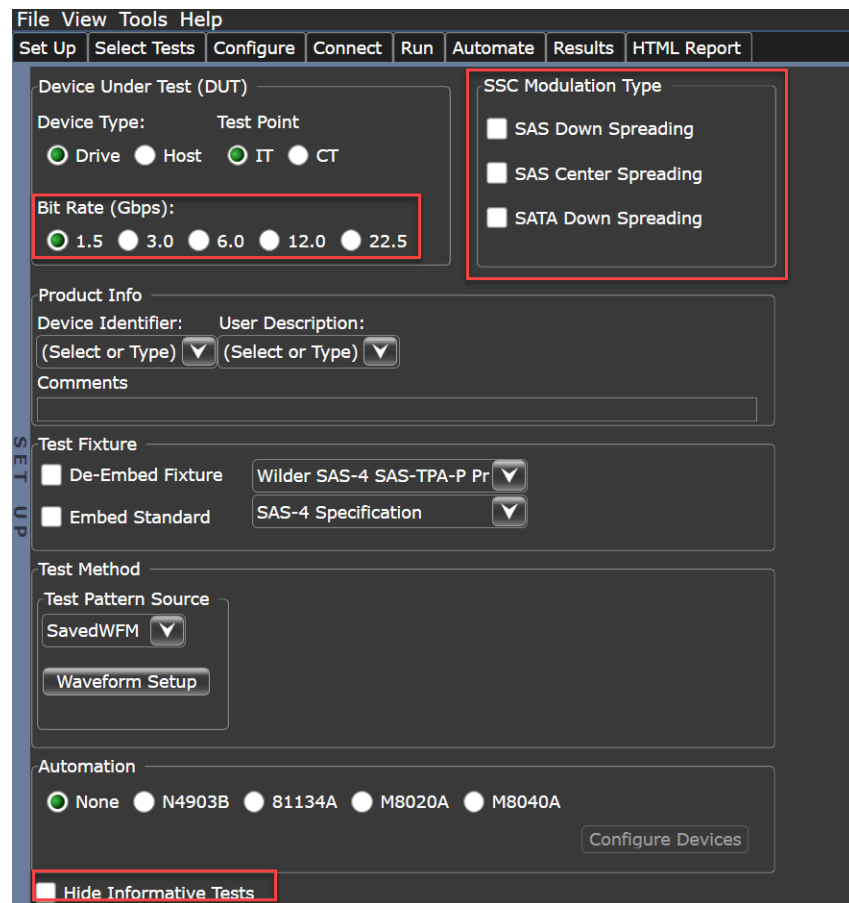 File View Tools Help
Set Up Select Tests Configure Connect Run Automate Results HTML Report
Device Under Test (DUT)
Device Type: Test Point
Drive Host IT CT
Bit Rate (Gbps):
1.5 3.0 6.0 12.0 22.5
SSC Modulation Type
SAS Down Spreading
SAS Center Spreading
SATA Down Spreading
Product Info
Device Identifier: User Description:
(Select or Type) (Select or Type)
Comments
SET UP
Test Fixture
De-Embed Fixture Wilder SAS-4 SAS-TPA-P Pr
Embed Standard SAS-4 Specification
Test Method
Test Pattern Source
SavedWFM
Waveform Setup
Automation
None N4903B 81134A M8020A M8040A
Configure Devices
Hide Informative Tests